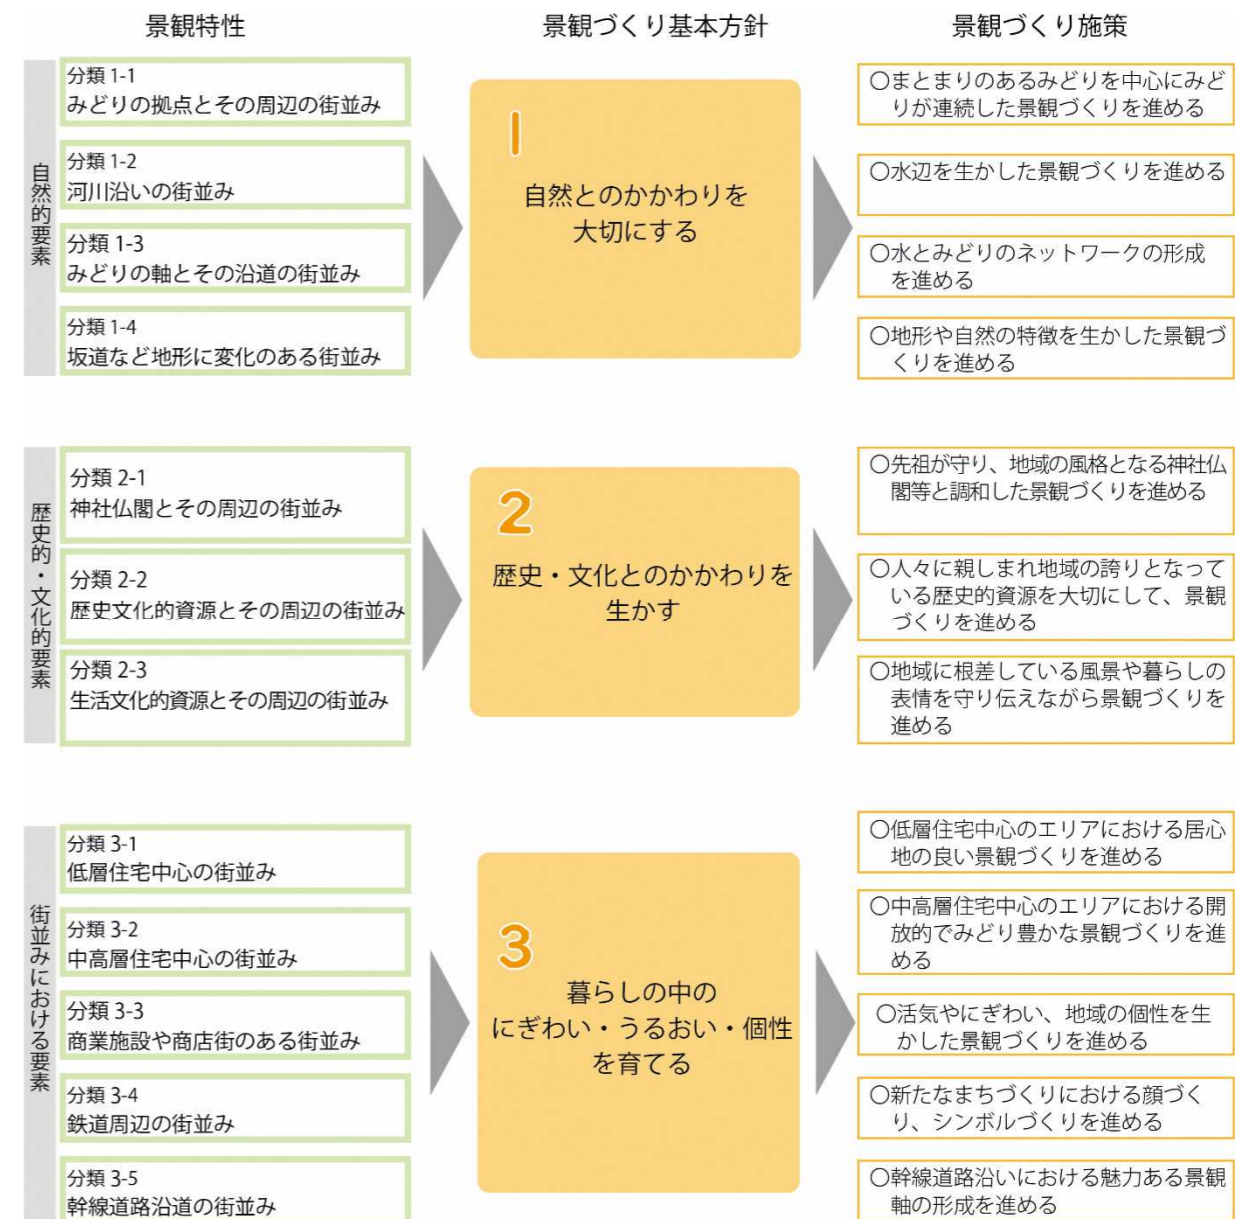 景観特性
景観づくり基本方針
景観づくり施策
自然的要素
分類 1-1
みどりの拠点とその周辺の街並み
分類 1-2
河川沿いの街並み
分類 1-3
みどりの軸とその沿道の街並み
分類 1-4
坂道など地形に変化のある街並み
1
自然とのかかわりを
大切にする
〇まとまりのあるみどりを中心にみど
りが連続した景観づくりを進める
〇水辺を生かした景観づくりを進める
〇水とみどりのネットワークの形成
を進める
〇地形や自然の特徴を生かした景観づ
くりを進める
歴史的・文化的要素
分類 2-1
神社仏閣とその周辺の街並み
分類 2-2
歴史文化的資源とその周辺の街並み
分類 2-3
生活文化的資源とその周辺の街並み
2
歴史・文化とのかかわりを
生かす
〇先祖が守り、地域の風格となる神社仏
閣等と調和した景観づくりを進める
〇人々に親しまれ地域の誇りとなって
いる歴史的資源を大切にして、景観
づくりを進める
〇地域に根差している風景や暮らしの
表情を守り伝えながら景観づくりを
進める
街並みにおける要素
分類 3-1
低層住宅中心の街並み
分類 3-2
中高層住宅中心の街並み
分類 3-3
商業施設や商店街のある街並み
分類 3-4
鉄道周辺の街並み
分類 3-5
幹線道路沿道の街並み
3
暮らしの中の
にぎわい・うるおい・個性
を育てる
〇低層住宅中心のエリアにおける居心
地の良い景観づくりを進める
〇中高層住宅中心のエリアにおける開
放的でみどり豊かな景観づくりを進
める
〇活気やにぎわい、地域の個性を生
かした景観づくりを進める
〇新たなまちづくりにおける顔づく
り、シンボルづくりを進める
〇幹線道路沿いにおける魅力ある景観
軸の形成を進める